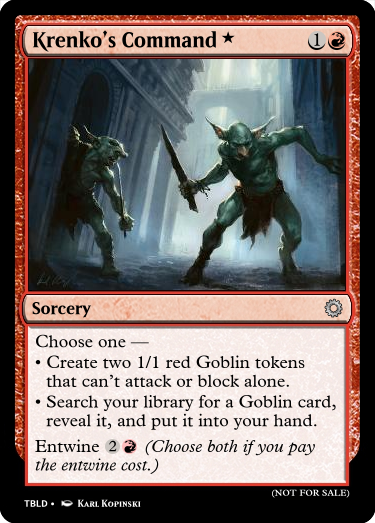 Krenko's Command ★ 1
Sorcery
Choose one —
• Create two 1/1 red Goblin tokens
that can't attack or block alone.
• Search your library for a Goblin card,
reveal it, and put it into your hand.
Entwine 2 (Choose both if you pay
the entwine cost.)
(NOT FOR SALE)
TBLD • KARL KOPINSKI